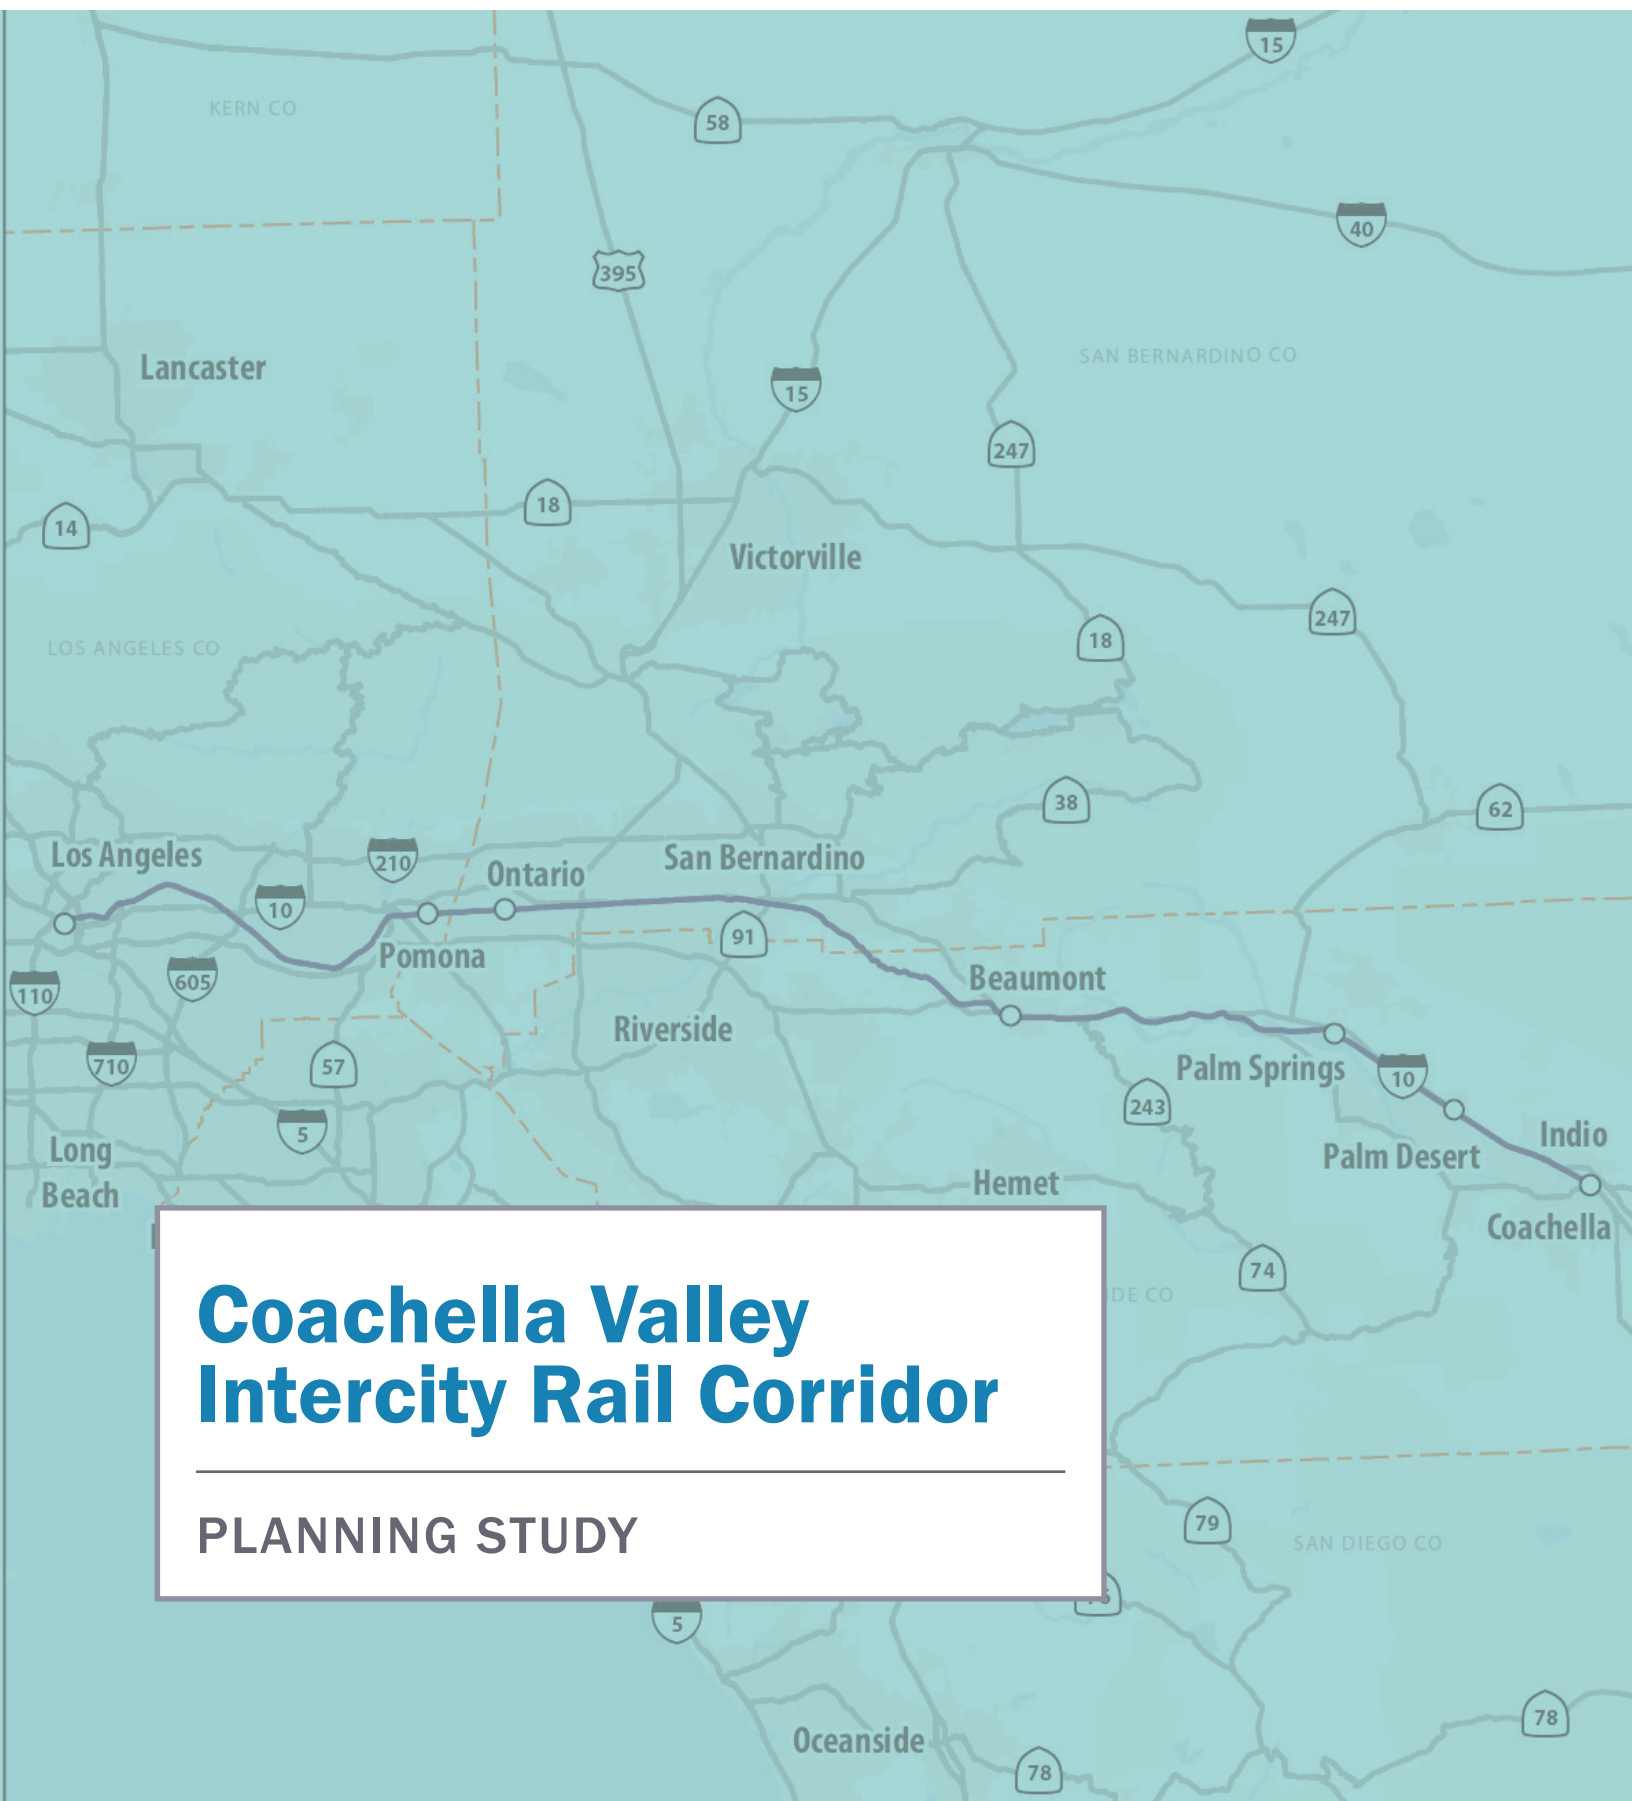 15
KERN CO
58
40
395
SAN BERNARDINO CO
Lancaster
15
247
18
14
Victorville
247
18
LOS ANGELES CO
38
62
Los Angeles
210
Ontario
San Bernardino
10
91
Pomona
Beaumont
605
110
Riverside
710
57
Palm Springs
10
243
5
Indio
Long
Beach
Palm Desert
Hemet
Coachella
74
DE CO
Coachella Valley
Intercity Rail Corridor
PLANNING STUDY
79
SAN DIEGO CO
5
78
Oceanside
78